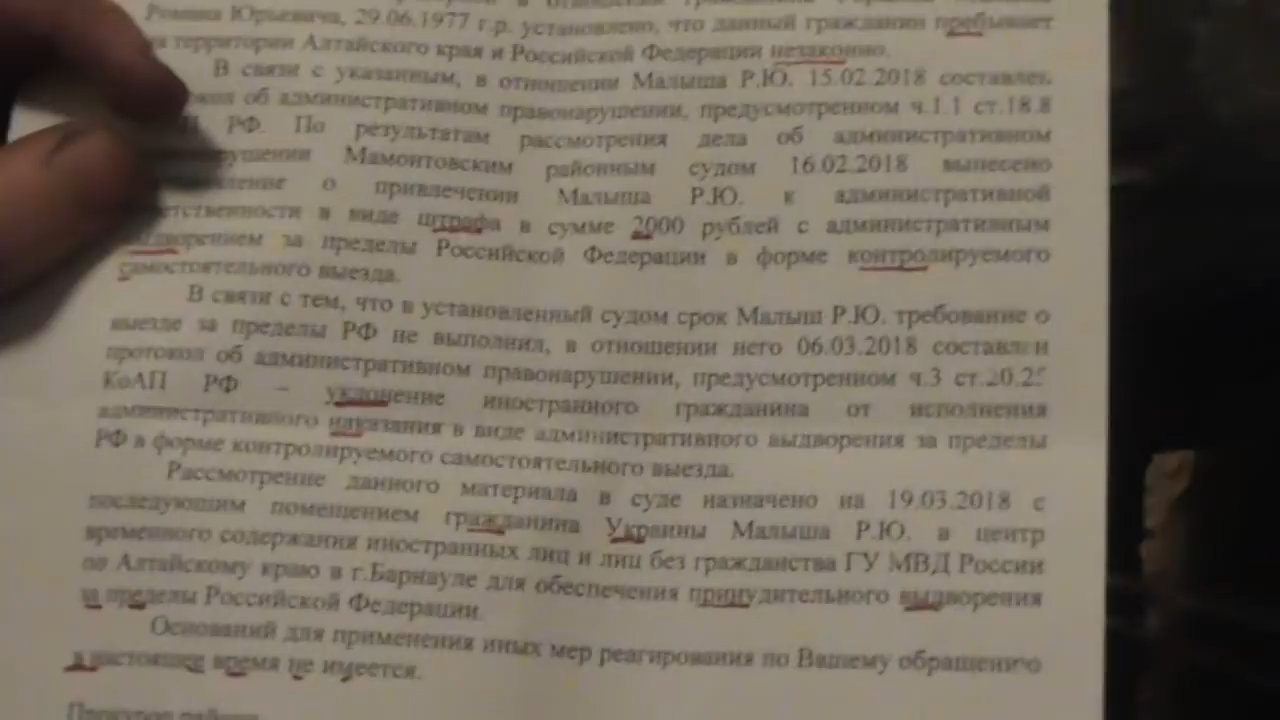 Романа Юрьевича, 29.06.1977 г.р. установлено, что данный гражданин пребывает
на территории Алтайского края и Российской Федерации незаконно.
В связи с указанным, в отношении Малыша Р.Ю. 15.02.2018 составлен
об административном правонарушении, предусмотренном ч.1.1 ст.18.8
РФ. По результатам рассмотрения дела об административном
Мамонтовским районным судом 16.02.2018 вынесено
о привлечении Малыша Р.Ю. к административной
в виде штрафа в сумме 2000 рублей с административным
выдворением за пределы Российской Федерации в форме контролируемого
самостоятельного выезда.
В связи с тем, что в установленный судом срок Малыш Р.Ю. требование о
выезде за пределы РФ не выполнил, в отношении него 06.03.2018 составлен
протокол об административном правонарушении, предусмотренном ч.3 ст.20.25
КоАП РФ – уклонение иностранного гражданина от исполнения
административного наказания в виде административного выдворения за пределы
РФ в форме контролируемого самостоятельного выезда.
Рассмотрение данного материала в суде назначено на 19.03.2018 с
последующим помещением гражданина Украины Малыша Р.Ю. в центр
временного содержания иностранных лиц и лиц без гражданства ГУ МВД России
по Алтайскому краю в г.Барнауле для обеспечения принудительного выдворения
за пределы Российской Федерации.
Оснований для применения иных мер реагирования по Вашему обращению
в настоящее время не имеется.